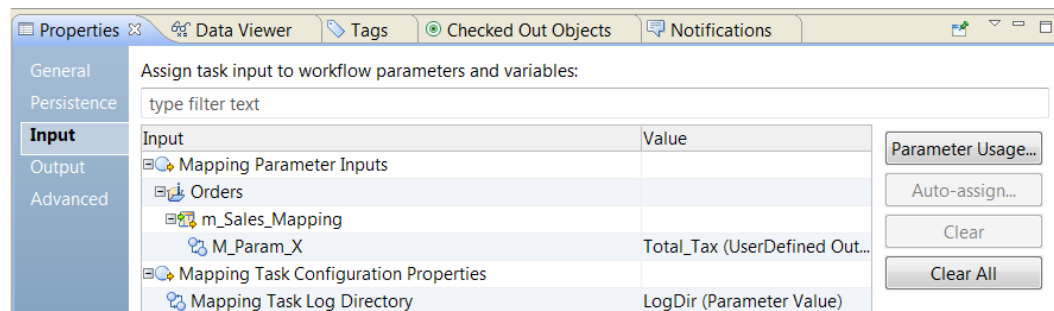 Properties Data Viewer Tags Checked Out Objects Notifications
General
Persistence
Input
Output
Advanced
Assign task input to workflow parameters and variables:
type filter text
Input Value
Mapping Parameter Inputs
Orders
m_Sales_Mapping
M_Param_X Total_Tax (UserDefined Out...
Mapping Task Configuration Properties
Mapping Task Log Directory LogDir (Parameter Value)
Parameter Usage...
Auto-assign...
Clear
Clear All